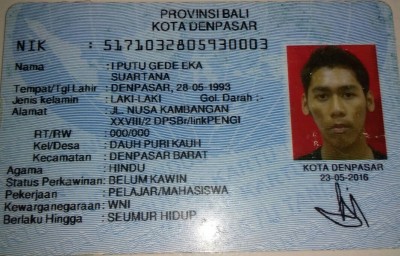 PROVINSI BALI
KOTA DENPASAR
NIK : 5171032805930003
Nama : I PUTU GEDE EKA
SUARTANA
Tempat/Tgl Lahir : DENPASAR, 28-05-1993
Jenis kelamin : LAKI-LAKI Gol. Darah :-
Alamat : JL. NUSA KAMBANGAN
XXVIII/2 DPSBr/linkPENGI
RT/RW : 000/000
Kel/Desa : DAUH PURI KAUH
Kecamatan : DENPASAR BARAT
Agama : HINDU
Status Perkawinan: BELUM KAWIN
Pekerjaan : PELAJAR/MAHASISWA
Kewarganegaraan: WNI
Berlaku Hingga : SEUMUR HIDUP
KOTA DENPASAR
23-05-2016